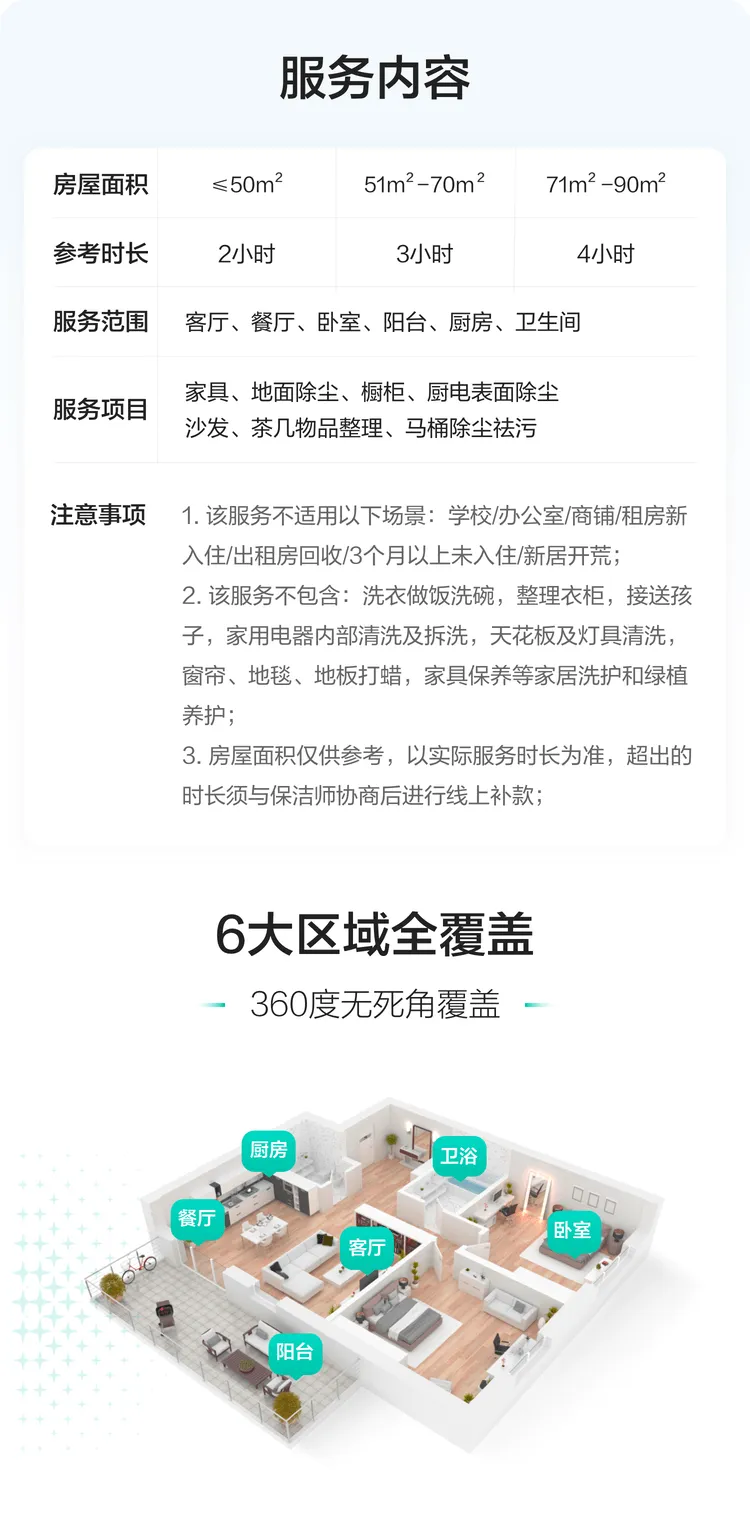 服务内容
房屋面积 ≤50m² 51m²-70m² 71m²-90m²
参考时长 2小时 3小时 4小时
服务范围 客厅、餐厅、卧室、阳台、厨房、卫生间
服务项目 家具、地面除尘、橱柜、厨电表面除尘
沙发、茶几物品整理、马桶除尘祛污
注意事项 1. 该服务不适用以下场景：学校/办公室/商铺/租房新
入住/出租房回收/3个月以上未入住/新居开荒；
2. 该服务不包含：洗衣做饭洗碗，整理衣柜，接送孩
子，家用电器内部清洗及拆洗，天花板及灯具清洗，
窗帘、地毯、地板打蜡，家具保养等家居洗护和绿植
养护；
3. 房屋面积仅供参考，以实际服务时长为准，超出的
时长须与保洁师协商后进行线上补款；
6大区域全覆盖
360度无死角覆盖
厨房
卫浴
餐厅
卧室
客厅
阳台